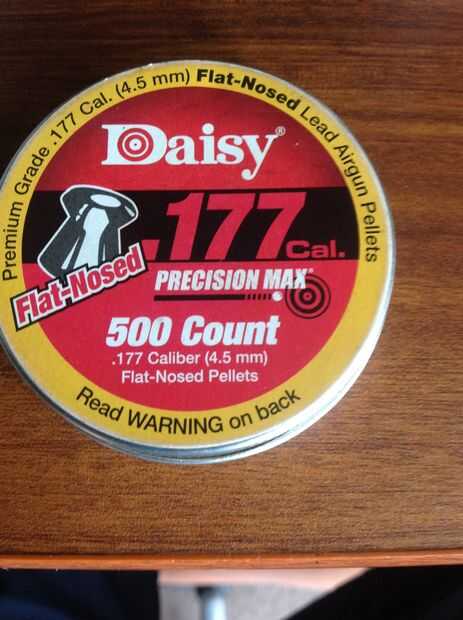 Premium Grade .177 Cal. (4.5 mm) Flat-Nosed Lead Airgun Pellets
Daisy®
.177 Cal.
Flat-Nosed
PRECISION MAX®
500 Count
.177 Caliber (4.5 mm)
Flat-Nosed Pellets
Read WARNING on back